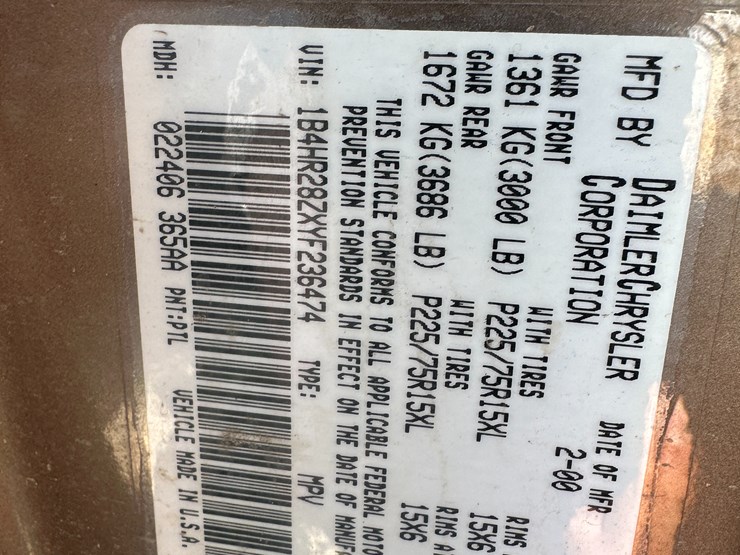 MFD BY DAIMLERCHRYSLER CORPORATION
DATE OF MFR 2-00
GAWR FRONT WITH TIRES RIMS
1361 KG(3000 LB) P225/75R15XL 15X6
GAWR REAR WITH TIRES RIMS
1672 KG(3686 LB) P225/75R15XL 15X6
THIS VEHICLE CONFORMS TO ALL APPLICABLE FEDERAL
PREVENTION STANDARDS IN EFFECT ON THE DATE OF
VIN: 1B4HR28ZXYF236474 TYPE: MPV
MDH: 022406 365AA PNT:PTL VEHICLE MADE IN U.S.A.